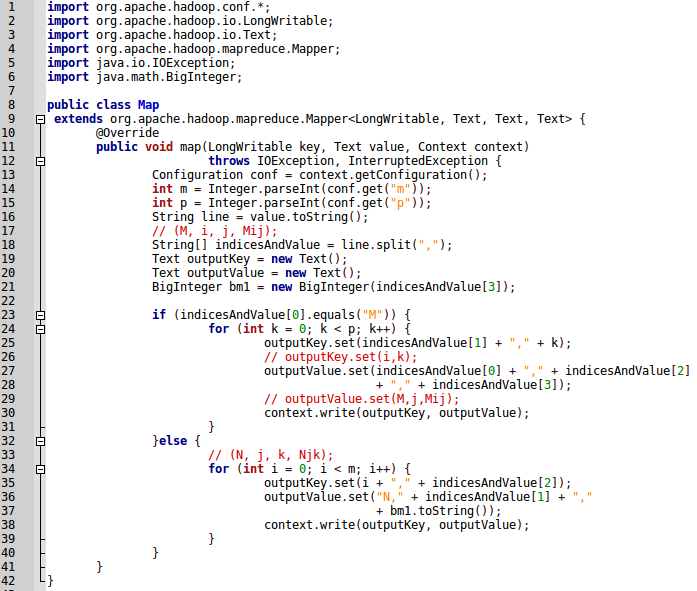 1 import org.apache.hadoop.conf.*;
2 import org.apache.hadoop.io.LongWritable;
3 import org.apache.hadoop.io.Text;
4 import org.apache.hadoop.mapreduce.Mapper;
5 import java.io.IOException;
6 import java.math.BigInteger;
7
8 public class Map
9 extends org.apache.hadoop.mapreduce.Mapper<LongWritable, Text, Text, Text> {
10 @Override
11 public void map(LongWritable key, Text value, Context context)
12 throws IOException, InterruptedException {
13 Configuration conf = context.getConfiguration();
14 int m = Integer.parseInt(conf.get("m"));
15 int p = Integer.parseInt(conf.get("p"));
16 String line = value.toString();
17 // (M, i, j, Mij);
18 String[] indicesAndValue = line.split(",");
19 Text outputKey = new Text();
20 Text outputValue = new Text();
21 BigInteger bm1 = new BigInteger(indicesAndValue[3]);
22
23 if (indicesAndValue[0].equals("M")) {
24 for (int k = 0; k < p; k++) {
25 outputKey.set(indicesAndValue[1] + "," + k);
26 // outputKey.set(i,k);
27 outputValue.set(indicesAndValue[0] + "," + indicesAndValue[2]
28 + "," + indicesAndValue[3]);
29 // outputValue.set(M,j,Mij);
30 context.write(outputKey, outputValue);
31 }
32 }else {
33 // (N, j, k, Njk);
34 for (int i = 0; i < m; i++) {
35 outputKey.set(i + "," + indicesAndValue[2]);
36 outputValue.set("N," + indicesAndValue[1] + ","
37 + bm1.toString());
38 context.write(outputKey, outputValue);
39 }
40 }
41 }
42 }